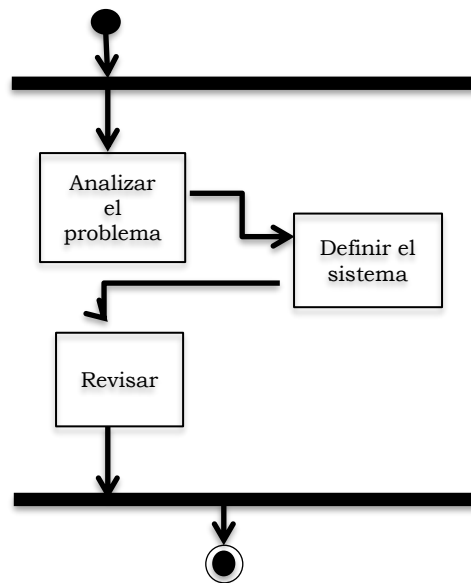 Analizar
el
problema
Definir el
sistema
Revisar